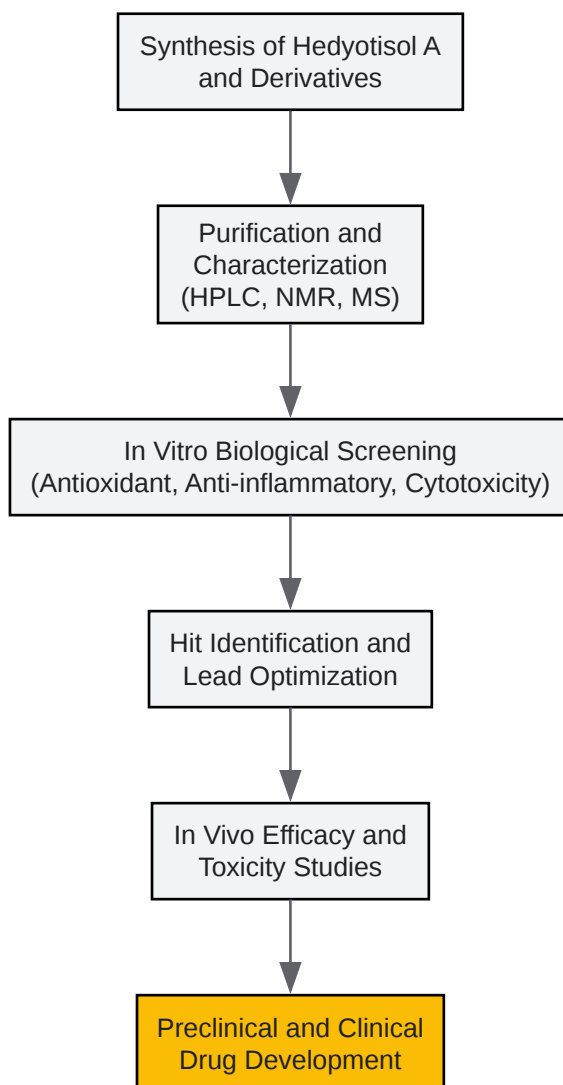 Synthesis of Hedyotisol A
and Derivatives
Purification and
Characterization
(HPLC, NMR, MS)
In Vitro Biological Screening
(Antioxidant, Anti-inflammatory, Cytotoxicity)
Hit Identification and
Lead Optimization
In Vivo Efficacy and
Toxicity Studies
Preclinical and Clinical
Drug Development